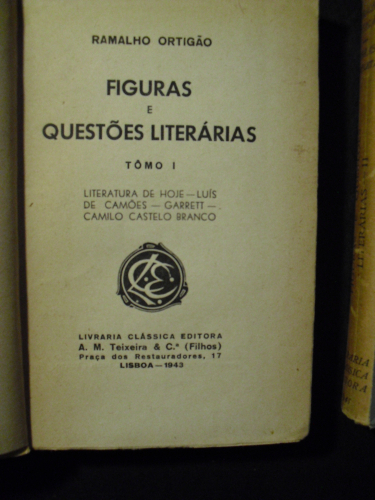 RAMALHO ORTIGÃO
FIGURAS
E
QUESTÕES LITERÁRIAS
TÔMO I
LITERATURA DE HOJE — LUÍS
DE CAMÕES — GARRETT —
CAMILO CASTELO BRANCO
LIVRARIA CLÁSSICA EDITORA
A. M. Teixeira & C.ª (Filhos)
Praça dos Restauradores, 17
LISBOA — 1943
II